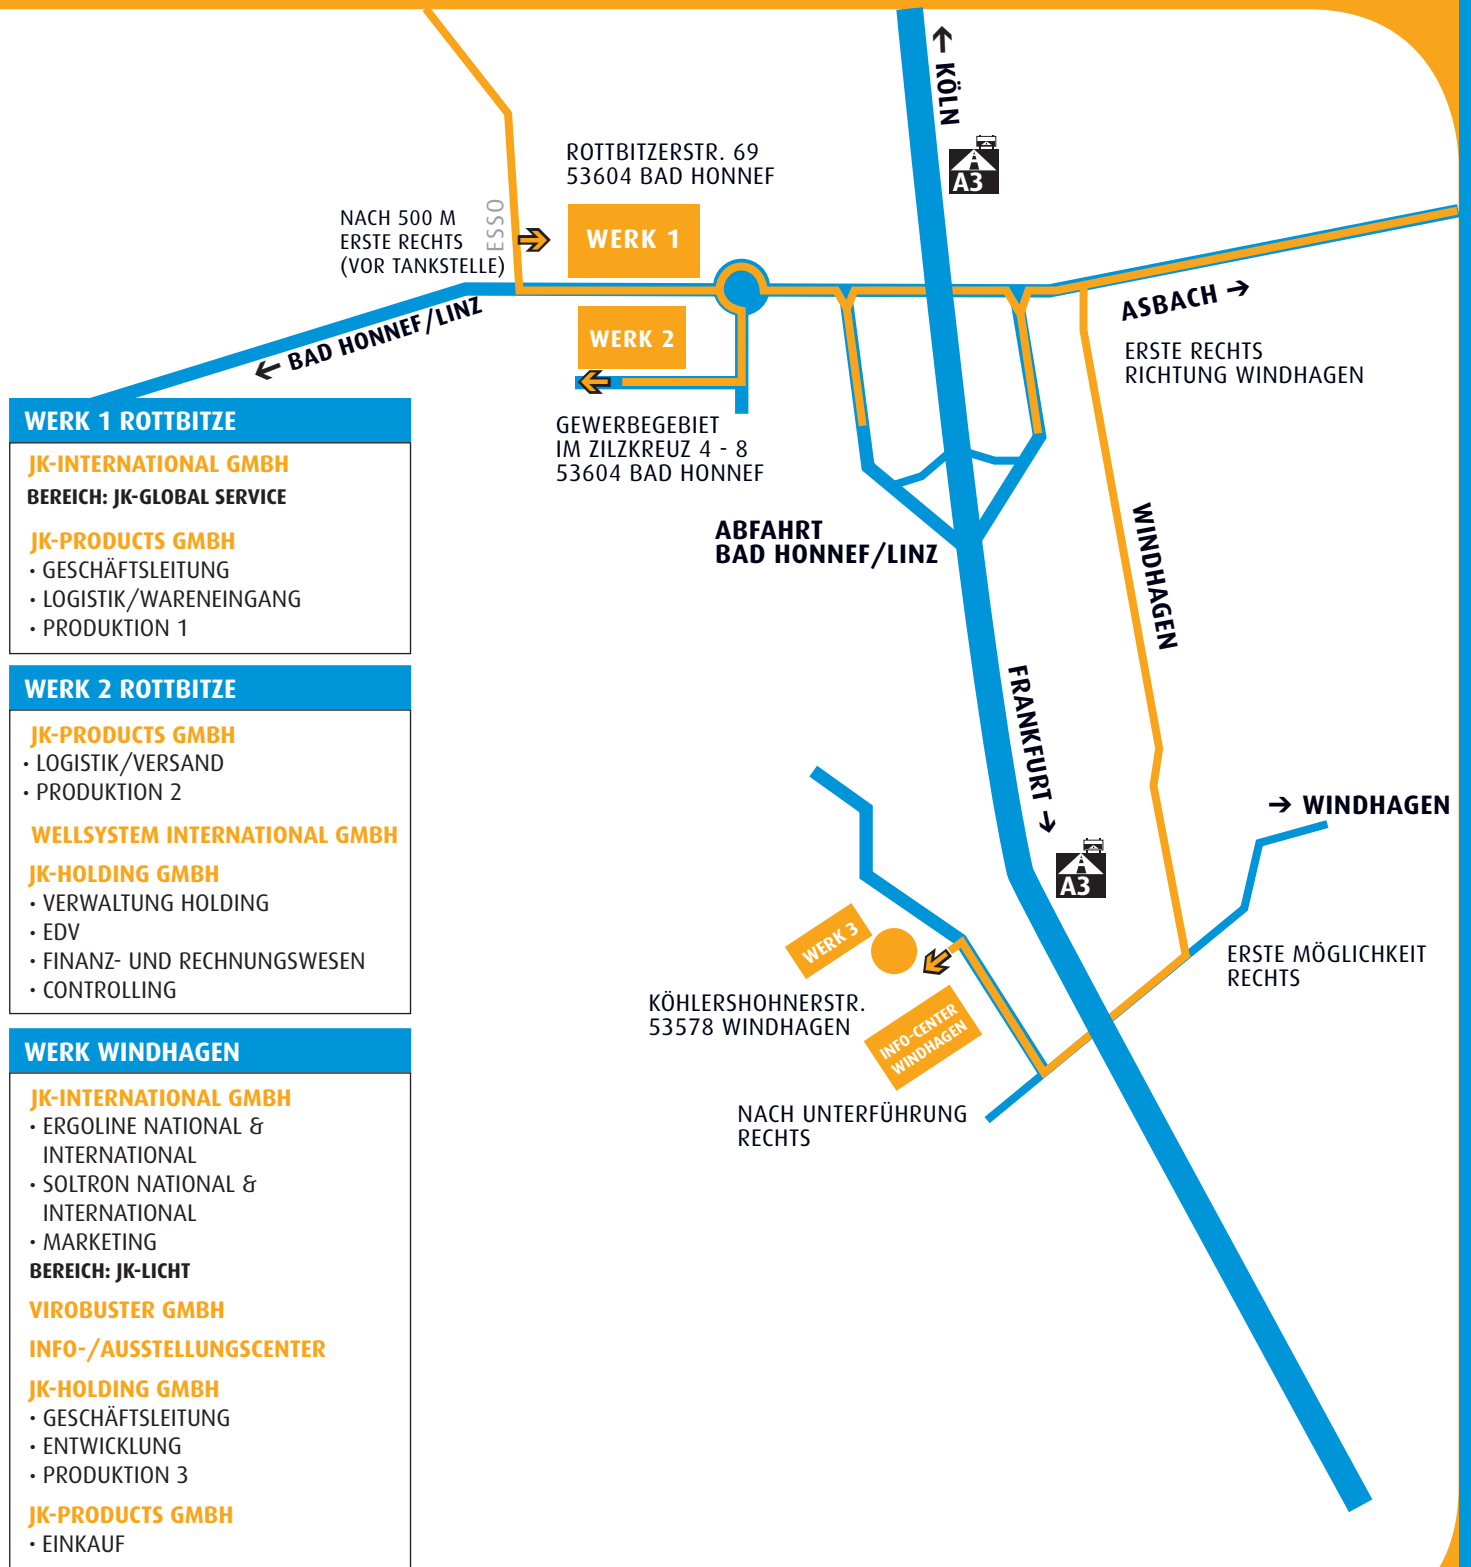 KÖLN
A3
ROTTBITZERSTR. 69
53604 BAD HONNEF
NACH 500 M
ERSTE RECHTS
(VOR TANKSTELLE)
ESSO
WERK 1
BAD HONNEF/LINZ
WERK 2
ASBACH
ERSTE RECHTS
RICHTUNG WINDHAGEN
GEWERBEGEBIET
IM ZILZKREUZ 4 - 8
53604 BAD HONNEF
ABFAHRT
BAD HONNEF/LINZ
WINDHAGEN
FRANKFURT
A3
WINDHAGEN
ERSTE MÖGLICHKEIT
RECHTS
WERK 3
KÖHLERSHOHNERSTR.
53578 WINDHAGEN
INFO-CENTER
WINDHAGEN
NACH UNTERFÜHRUNG
RECHTS
WERK 1 ROTTBITZE
JK-INTERNATIONAL GMBH
BEREICH: JK-GLOBAL SERVICE
JK-PRODUCTS GMBH
· GESCHÄFTSLEITUNG
· LOGISTIK/WARENEINGANG
· PRODUKTION 1
WERK 2 ROTTBITZE
JK-PRODUCTS GMBH
· LOGISTIK/VERSAND
· PRODUKTION 2
WELLSYSTEM INTERNATIONAL GMBH
JK-HOLDING GMBH
· VERWALTUNG HOLDING
· EDV
· FINANZ- UND RECHNUNGSWESEN
· CONTROLLING
WERK WINDHAGEN
JK-INTERNATIONAL GMBH
· ERGOLINE NATIONAL &
INTERNATIONAL
· SOLTRON NATIONAL &
INTERNATIONAL
· MARKETING
BEREICH: JK-LICHT
VIROBUSTER GMBH
INFO-/AUSSTELLUNGSCENTER
JK-HOLDING GMBH
· GESCHÄFTSLEITUNG
· ENTWICKLUNG
· PRODUKTION 3
JK-PRODUCTS GMBH
· EINKAUF